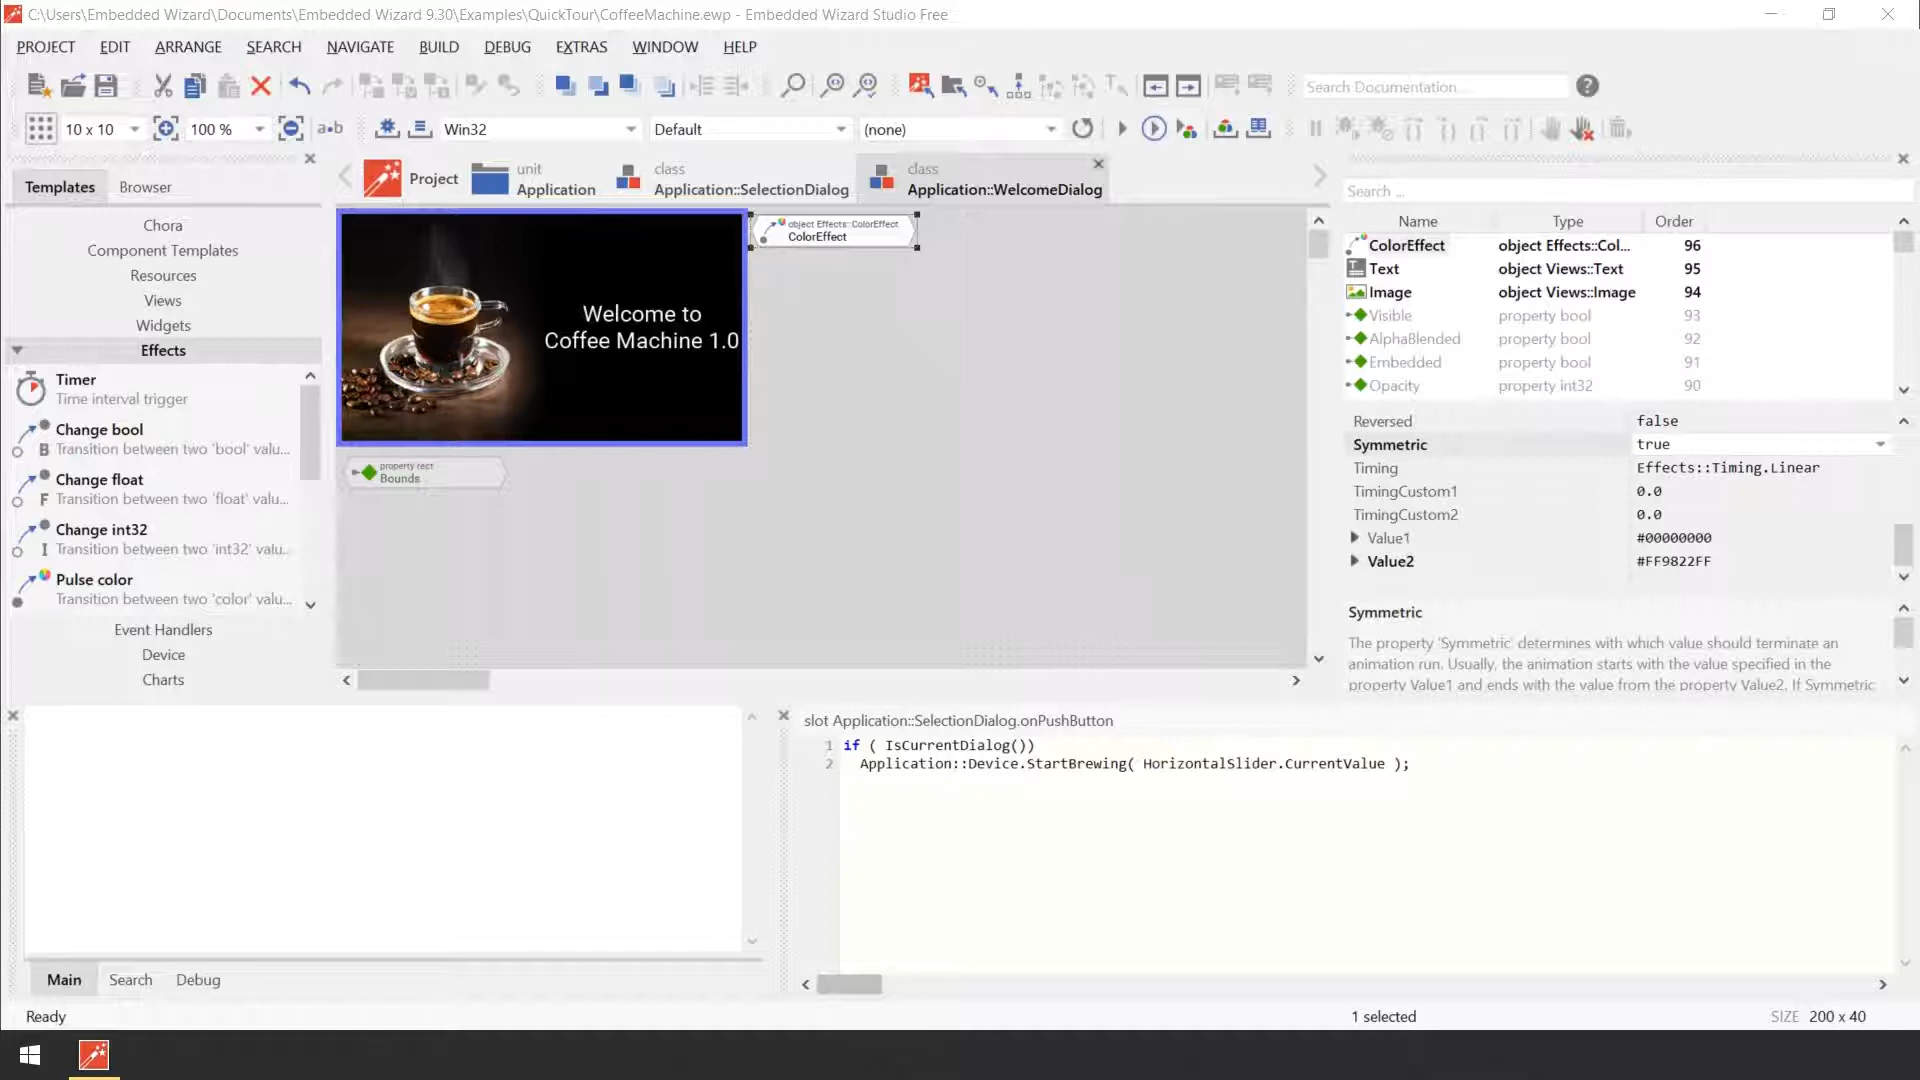 C:\Users\Embedded Wizard\Documents\Embedded Wizard 9.30\Examples\QuickTour\CoffeeMachine.ewp - Embedded Wizard Studio Free
PROJECT EDIT ARRANGE SEARCH NAVIGATE BUILD DEBUG EXTRAS WINDOW HELP
Search Documentation...
10 x 10 100 % a▸b Win32 Default (none)
Templates Browser
Project
unit
Application
class
Application::SelectionDialog
class
Application::WelcomeDialog
Search ...
Chora
Component Templates
Resources
Views
Widgets
Effects
Timer
Time interval trigger
Change bool
B Transition between two 'bool' valu...
Change float
F Transition between two 'float' valu...
Change int32
I Transition between two 'int32' valu...
Pulse color
Transition between two 'color' valu...
Event Handlers
Device
Charts
object Effects::ColorEffect
ColorEffect
Welcome to
Coffee Machine 1.0
property rect
Bounds
Name Type Order
ColorEffect object Effects::Col... 96
Text object Views::Text 95
Image object Views::Image 94
Visible property bool 93
AlphaBlended property bool 92
Embedded property bool 91
Opacity property int32 90
Reversed false
Symmetric true
Timing Effects::Timing.Linear
TimingCustom1 0.0
TimingCustom2 0.0
Value1 #00000000
Value2 #FF9822FF
Symmetric
The property 'Symmetric' determines with which value should terminate an
animation run. Usually, the animation starts with the value specified in the
property Value1 and ends with the value from the property Value2. If Symmetric
slot Application::SelectionDialog.onPushButton
1 if ( IsCurrentDialog())
2 Application::Device.StartBrewing( HorizontalSlider.CurrentValue );
Main Search Debug
Ready
1 selected
SIZE 200 x 40